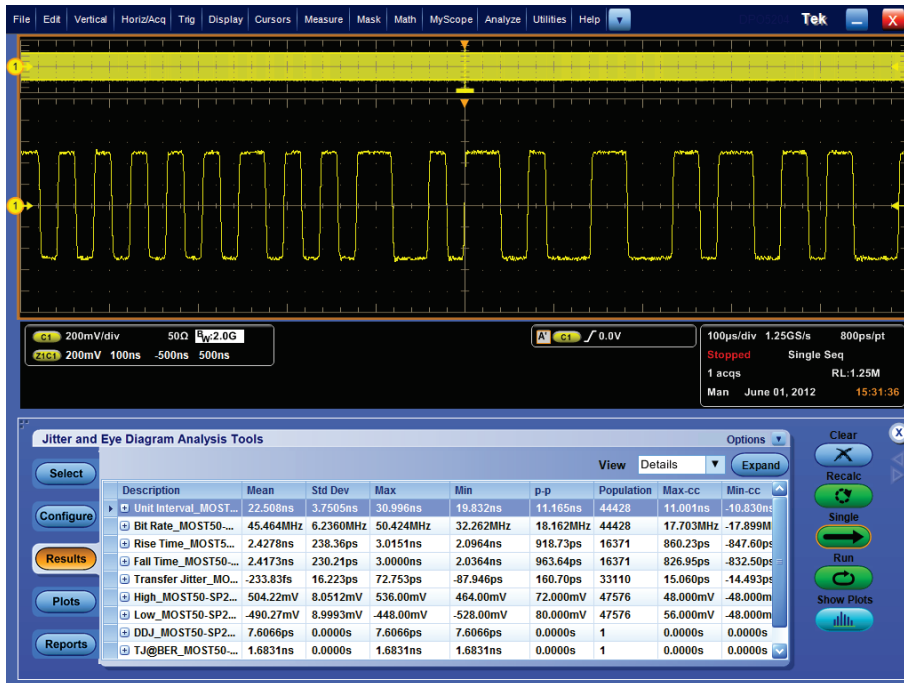 File Edit Vertical Horiz/Acq Trig Display Cursors Measure Mask Math MyScope Analyze Utilities Help Tek X
1
1
C1 200mV/div 50Ω BW:2.0G
Z1C1 200mV 100ns -500ns 500ns
A' C1 0.0V
100µs/div 1.25GS/s 800ps/pt
Stopped Single Seq
1 acqs RL:1.25M
Man June 01, 2012 15:31:36
Jitter and Eye Diagram Analysis Tools
Options
View Details Expand
Select
Configure
Results
Plots
Reports
Description Mean Std Dev Max Min p-p Population Max-cc Min-cc
Unit Interval_MOST... 22.508ns 3.7505ns 30.996ns 19.832ns 11.165ns 44428 11.001ns -10.830ns
Bit Rate_MOST50-... 45.464MHz 6.2360MHz 50.424MHz 32.262MHz 18.162MHz 44428 17.703MHz -17.899M
Rise Time_MOST5... 2.4278ns 238.36ps 3.0151ns 2.0964ns 918.73ps 16371 860.23ps -847.60ps
Fall Time_MOST50-... 2.4173ns 230.21ps 3.0000ns 2.0364ns 963.64ps 16371 826.95ps -832.50ps
Transfer Jitter_MO... -233.83fs 16.223ps 72.753ps -87.946ps 160.70ps 33110 15.060ps -14.493ps
High_MOST50-SP2... 504.22mV 8.0512mV 536.00mV 464.00mV 72.000mV 47576 48.000mV -48.000m
Low_MOST50-SP2... -490.27mV 8.9993mV -448.00mV -528.00mV 80.000mV 47576 56.000mV -48.000m
DDJ_MOST50-SP2... 7.6066ps 0.0000s 7.6066ps 7.6066ps 0.0000s 1 0.0000s 0.0000s
TJ@BER_MOST50-... 1.6831ns 0.0000s 1.6831ns 1.6831ns 0.0000s 1 0.0000s 0.0000s
Clear
X
Recalc
Single
Run
Show Plots